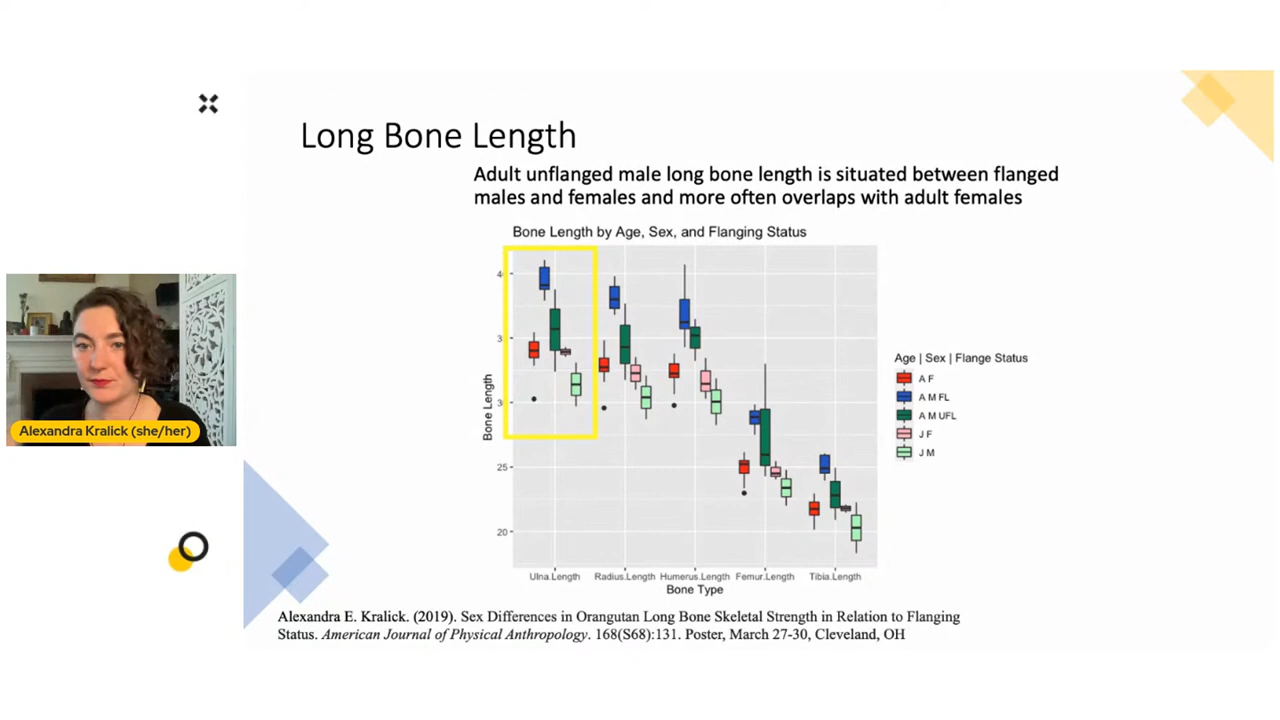 Long Bone Length
Adult unflanged male long bone length is situated between flanged
males and females and more often overlaps with adult females
Bone Length by Age, Sex, and Flanging Status
4
3
3
25
20
Bone Length
Ulna.Length
Radius.Length
Humerus.Length
Femur.Length
Tibia.Length
Bone Type
Age | Sex | Flange Status
A F
A M FL
A M UFL
J F
J M
Alexandra Kralick (she/her)
Alexandra E. Kralick. (2019). Sex Differences in Orangutan Long Bone Skeletal Strength in Relation to Flanging
Status. American Journal of Physical Anthropology. 168(S68):131. Poster, March 27-30, Cleveland, OH